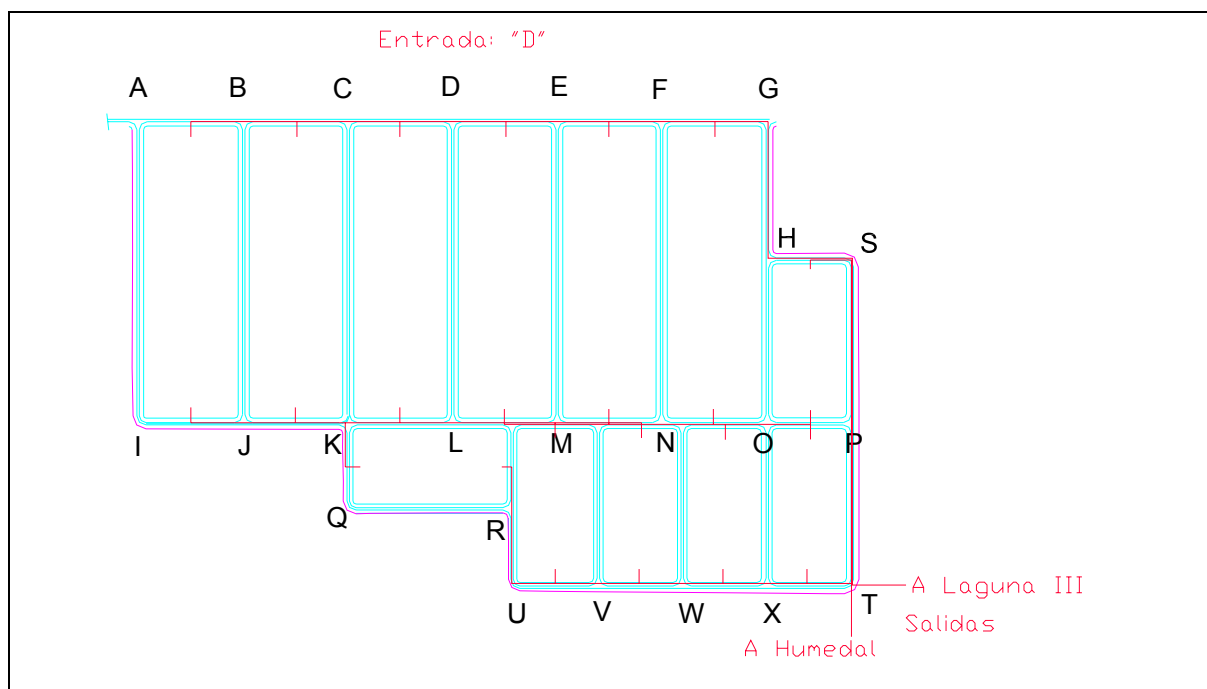 Entrada: "D"
A B C D E F G
H S
I J K L M N O P
Q R
U V W X T
A Laguna III
Salidas
A Humedal